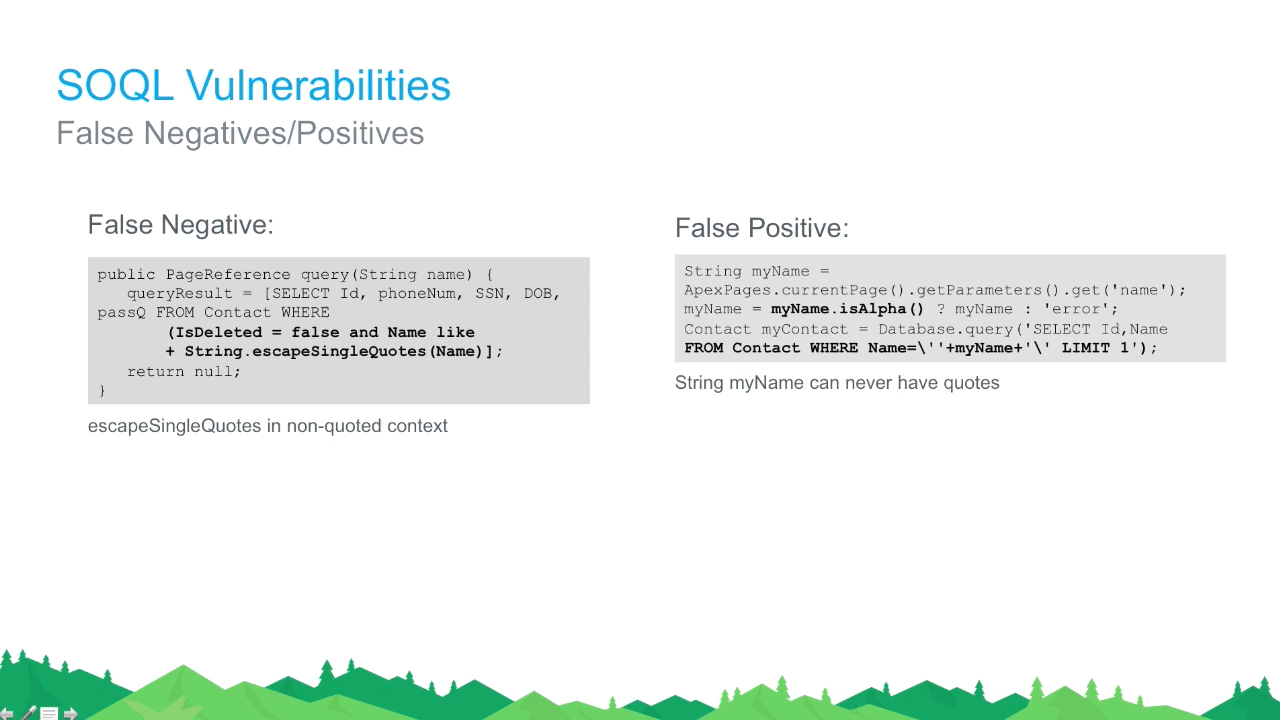 SOQL Vulnerabilities
False Negatives/Positives
False Negative:
public PageReference query(String name) {
queryResult = [SELECT Id, phoneNum, SSN, DOB,
passQ FROM Contact WHERE
(IsDeleted = false and Name like
+ String.escapeSingleQuotes(Name)];
return null;
}
escapeSingleQuotes in non-quoted context
False Positive:
String myName =
ApexPages.currentPage().getParameters().get('name');
myName = myName.isAlpha() ? myName : 'error';
Contact myContact = Database.query('SELECT Id,Name
FROM Contact WHERE Name=\''+myName+'\' LIMIT 1');
String myName can never have quotes